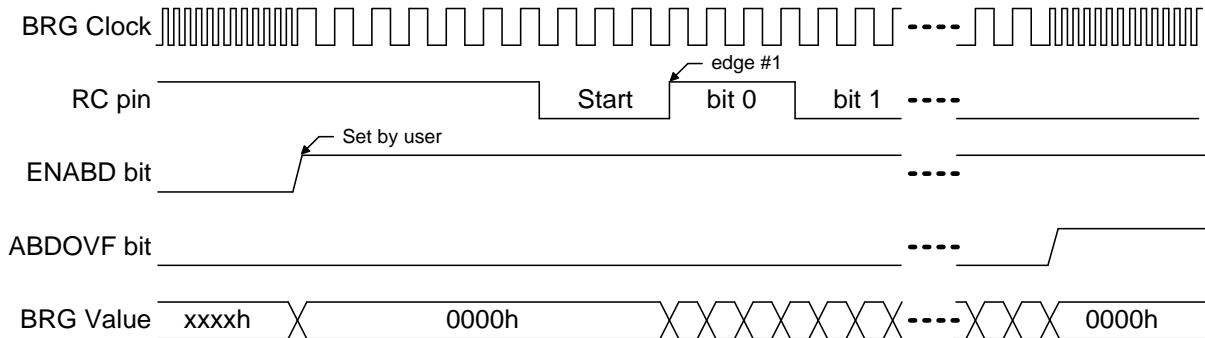 BRG Clock
edge #1
RC pin Start bit 0 bit 1
Set by user
ENABD bit
ABDOVF bit
BRG Value xxxxh 0000h 0000h